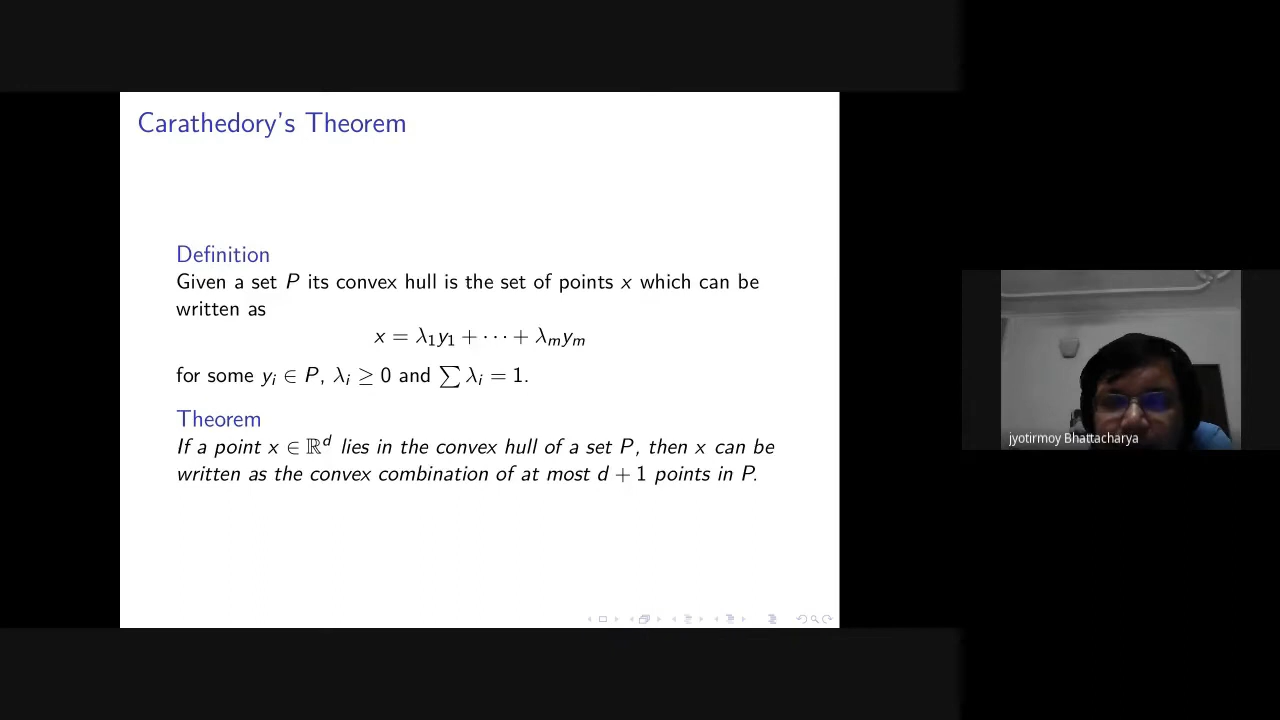 Carathedory's Theorem
Definition
Given a set P its convex hull is the set of points x which can be
written as
x = λ₁y₁ + ⋯ + λₘyₘ
for some yᵢ ∈ P, λᵢ ≥ 0 and ∑ λᵢ = 1.
Theorem
If a point x ∈ ℝᵈ lies in the convex hull of a set P, then x can be
written as the convex combination of at most d + 1 points in P.
jyotirmoy Bhattacharya